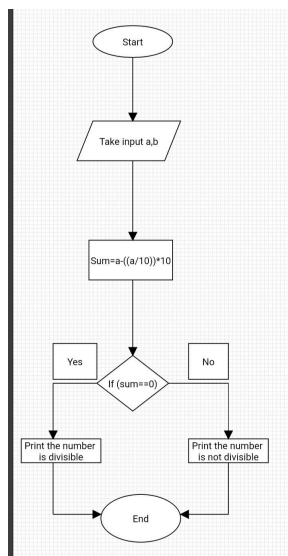 Start
Take input a,b
Sum=a-((a/10))*10
Yes
No
If (sum==0)
Print the number
is divisible
Print the number
is not divisible
End